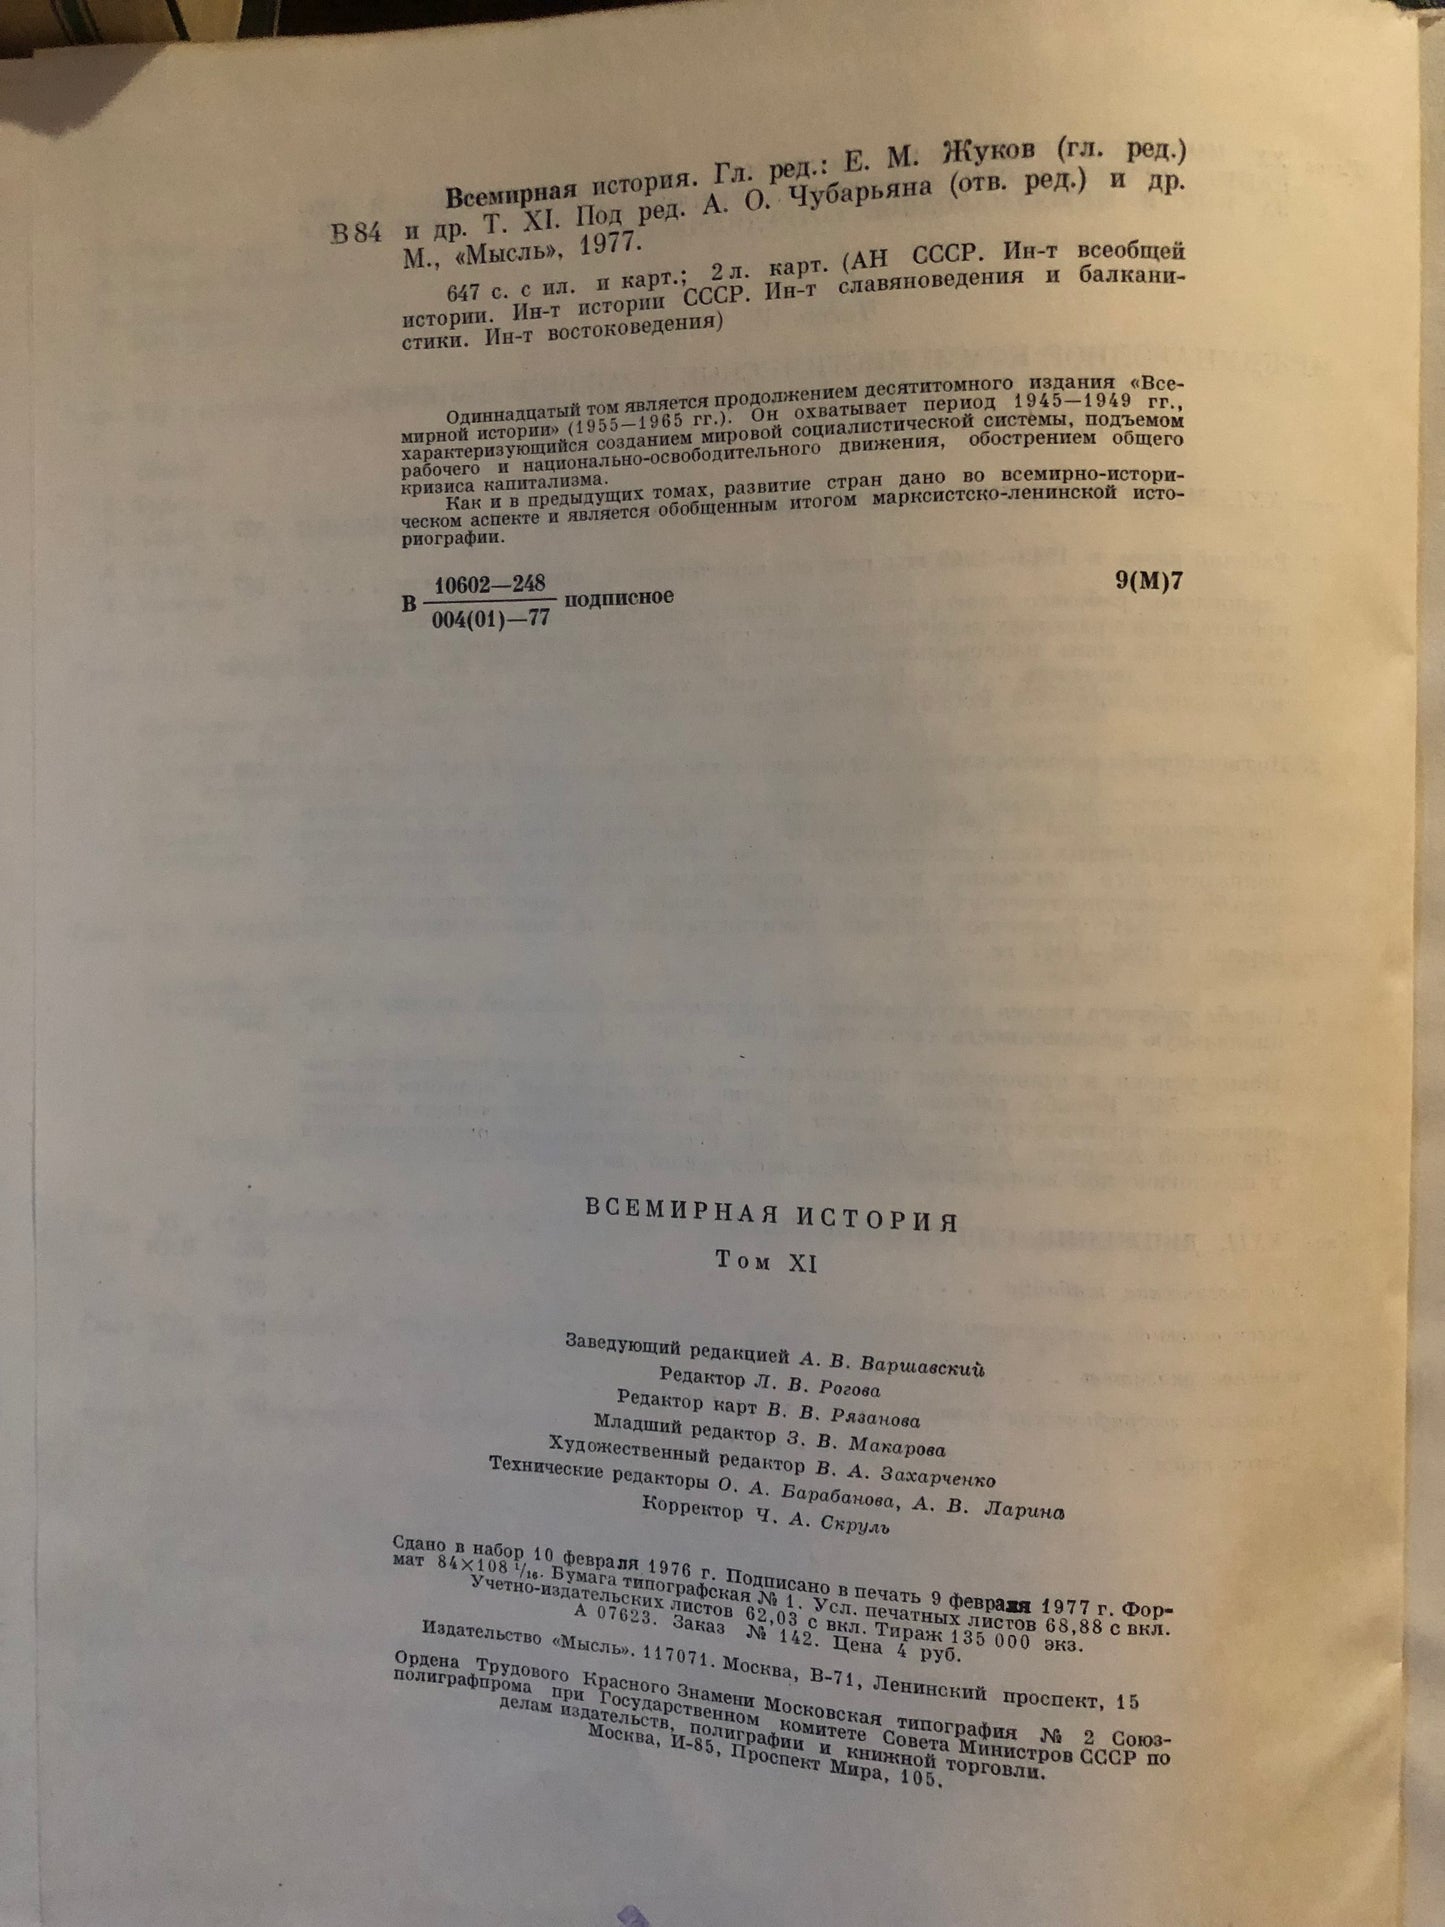 Всемирная история. Гл. ред.: Е. М. Жуков (гл. ред.)
В 84 и др. Т. XI. Под ред. А. О. Чубарьяна (отв. ред.) и др.
М., «Мысль», 1977.
647 с. с ил. и карт.; 2 л. карт. (АН СССР. Ин-т всеобщей
истории. Ин-т истории СССР. Ин-т славяноведения и балкани-
стики. Ин-т востоковедения)
Одиннадцатый том является продолжением десятитомного издания «Все-
мирной истории» (1955—1965 гг.). Он охватывает период 1945—1949 гг.,
характеризующийся созданием мировой социалистической системы, подъемом
рабочего и национально-освободительного движения, обострением общего
кризиса капитализма.
Как и в предыдущих томах, развитие стран дано во всемирно-истори-
ческом аспекте и является обобщенным итогом марксистско-ленинской исто-
риографии.
В 10602—248 подписное 9(М)7
004(01)—77
ВСЕМИРНАЯ ИСТОРИЯ
Том XI
Заведующий редакцией А. В. Варшавский
Редактор Л. В. Рогова
Редактор карт В. В. Рязанова
Младший редактор З. В. Макарова
Художественный редактор В. А. Захарченко
Технические редакторы О. А. Барабанова, А. В. Ларина
Корректор Ч. А. Скруль
Сдано в набор 10 февраля 1976 г. Подписано в печать 9 февраля 1977 г. Фор-
мат 84×108 1/16. Бумага типографская № 1. Усл. печатных листов 68,88 с вкл.
Учетно-издательских листов 62,03 с вкл. Тираж 135 000 экз.
А 07623. Заказ № 142. Цена 4 руб.
Издательство «Мысль». 117071. Москва, В-71, Ленинский проспект, 15
Ордена Трудового Красного Знамени Московская типография № 2 Союз-
полиграфпрома при Государственном комитете Совета Министров СССР по
делам издательств, полиграфии и книжной торговли.
Москва, И-85, Проспект Мира, 105.